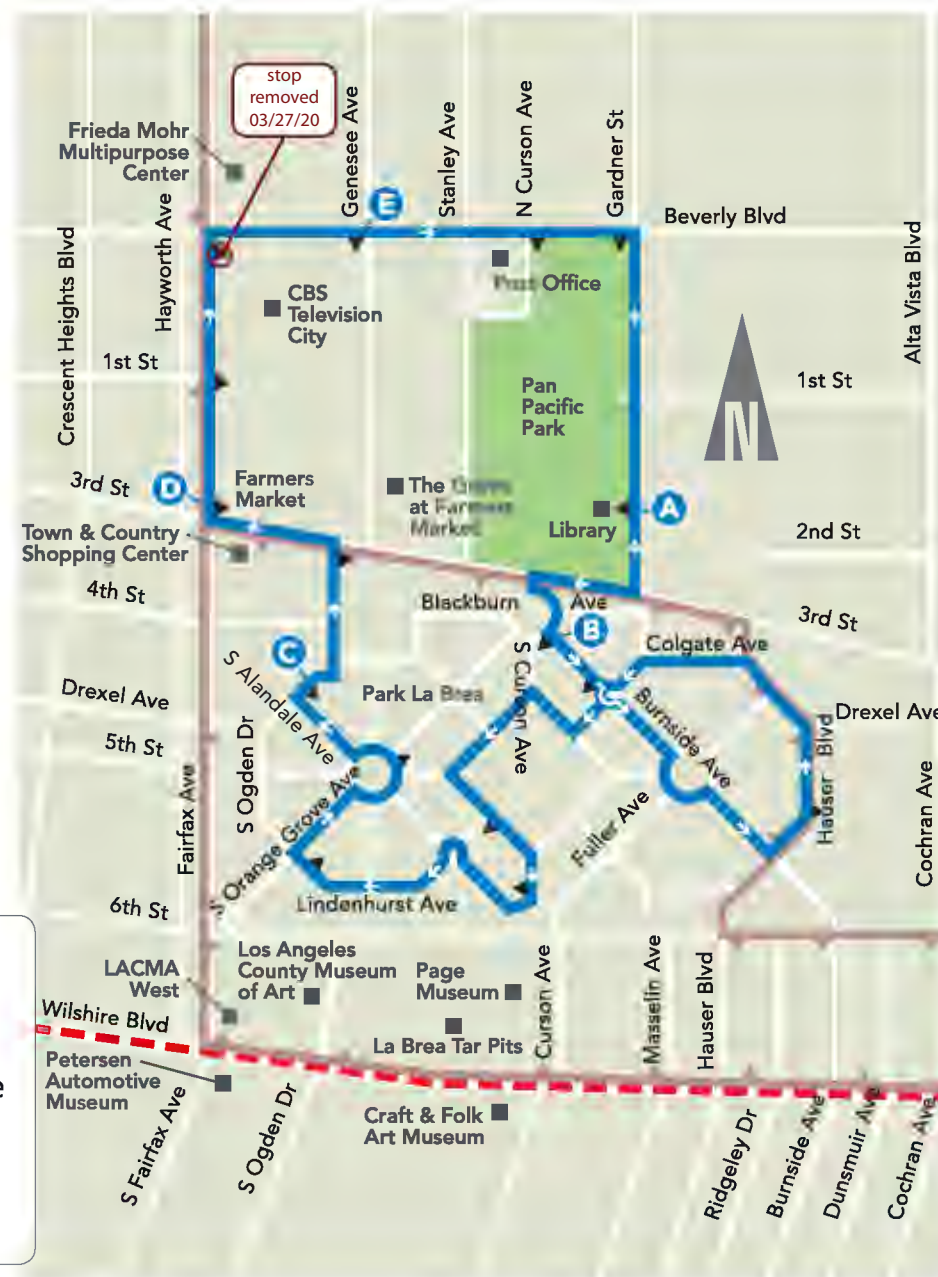 stop
removed
03/27/20
Frieda Mohr
Multipurpose
Center
Genesee Ave
Stanley Ave
N Curson Ave
Gardner St
E
Beverly Blvd
Crescent Heights Blvd
Hayworth Ave
Alta Vista Blvd
Office
CBS
Television
City
1st St
1st St
Pan
Pacific
Park
N
3rd St
D
Farmers
Market
The
at
Library
A
2nd St
Town & Country
Shopping Center
4th St
Blackburn
Ave
3rd St
B
Colgate Ave
C
S Alandale Ave
Park La Brea
S Curson Ave
Burnside Ave
Drexel Ave
Drexel Ave
5th St
S Ogden Dr
Hauser Blvd
Fairfax Ave
S Orange Grove Ave
Fuller Ave
Cochran Ave
6th St
Lindenhurst Ave
LACMA
West
Los Angeles
County Museum
of Art
Page
Museum
Curson Ave
Masselin Ave
Hauser Blvd
Wilshire Blvd
La Brea Tar Pits
Petersen
Automotive
Museum
Craft & Folk
Art Museum
S Fairfax Ave
S Ogden Dr
Ridgeley Dr
Burnside Ave
Dunsmuir Ave
Cochran Ave